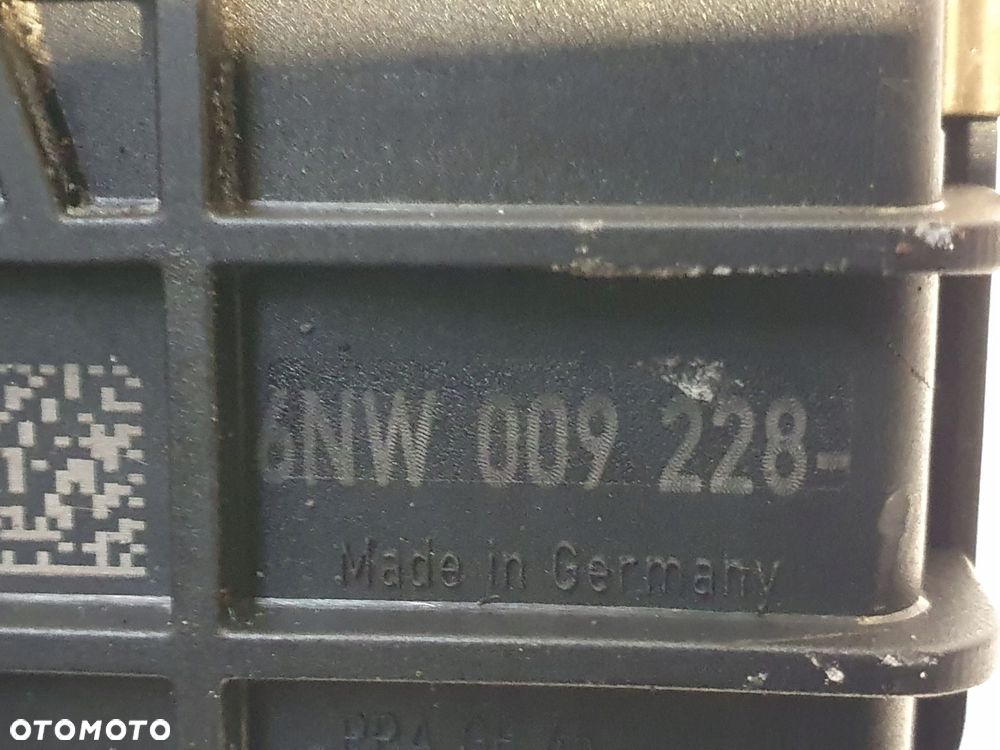 6NW 009 228-
Made in Germany
OTOMOTO